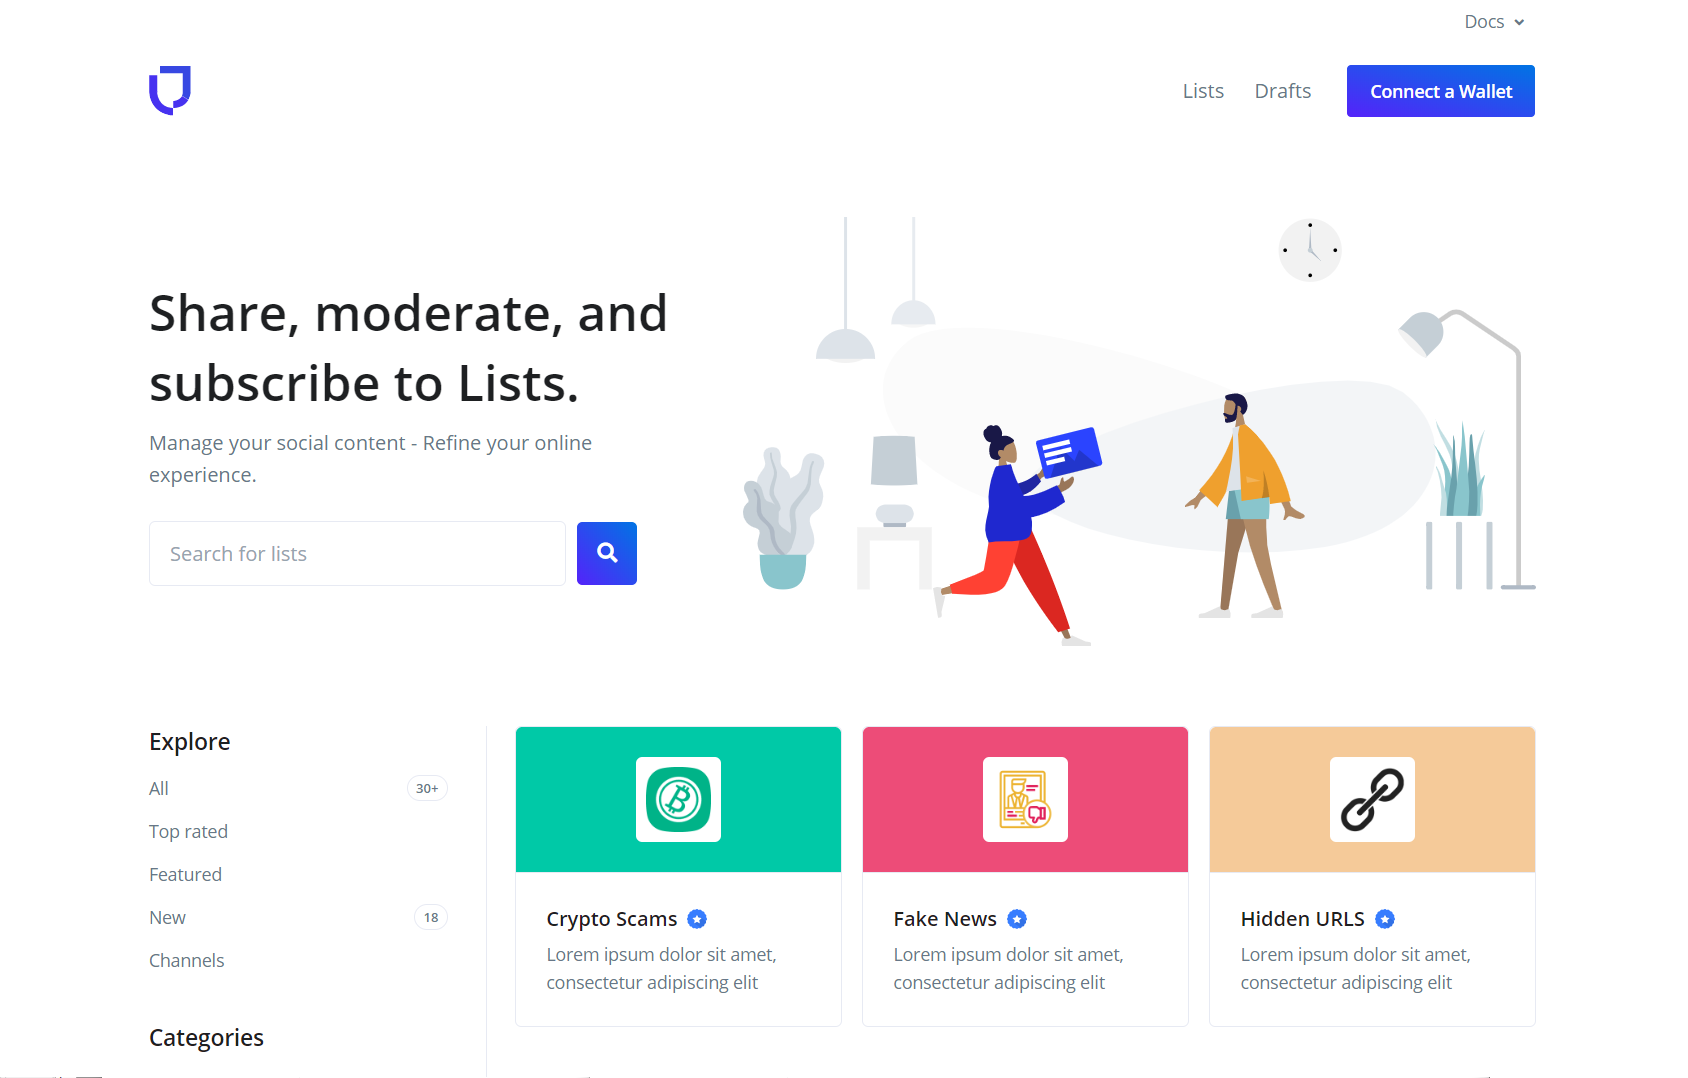 Docs
Lists Drafts Connect a Wallet
Share, moderate, and
subscribe to Lists.
Manage your social content - Refine your online
experience.
Search for lists
Explore
All 30+
Top rated
Featured
New 18
Channels
Categories
Crypto Scams
Lorem ipsum dolor sit amet,
consectetur adipiscing elit
Fake News
Lorem ipsum dolor sit amet,
consectetur adipiscing elit
Hidden URLS
Lorem ipsum dolor sit amet,
consectetur adipiscing elit